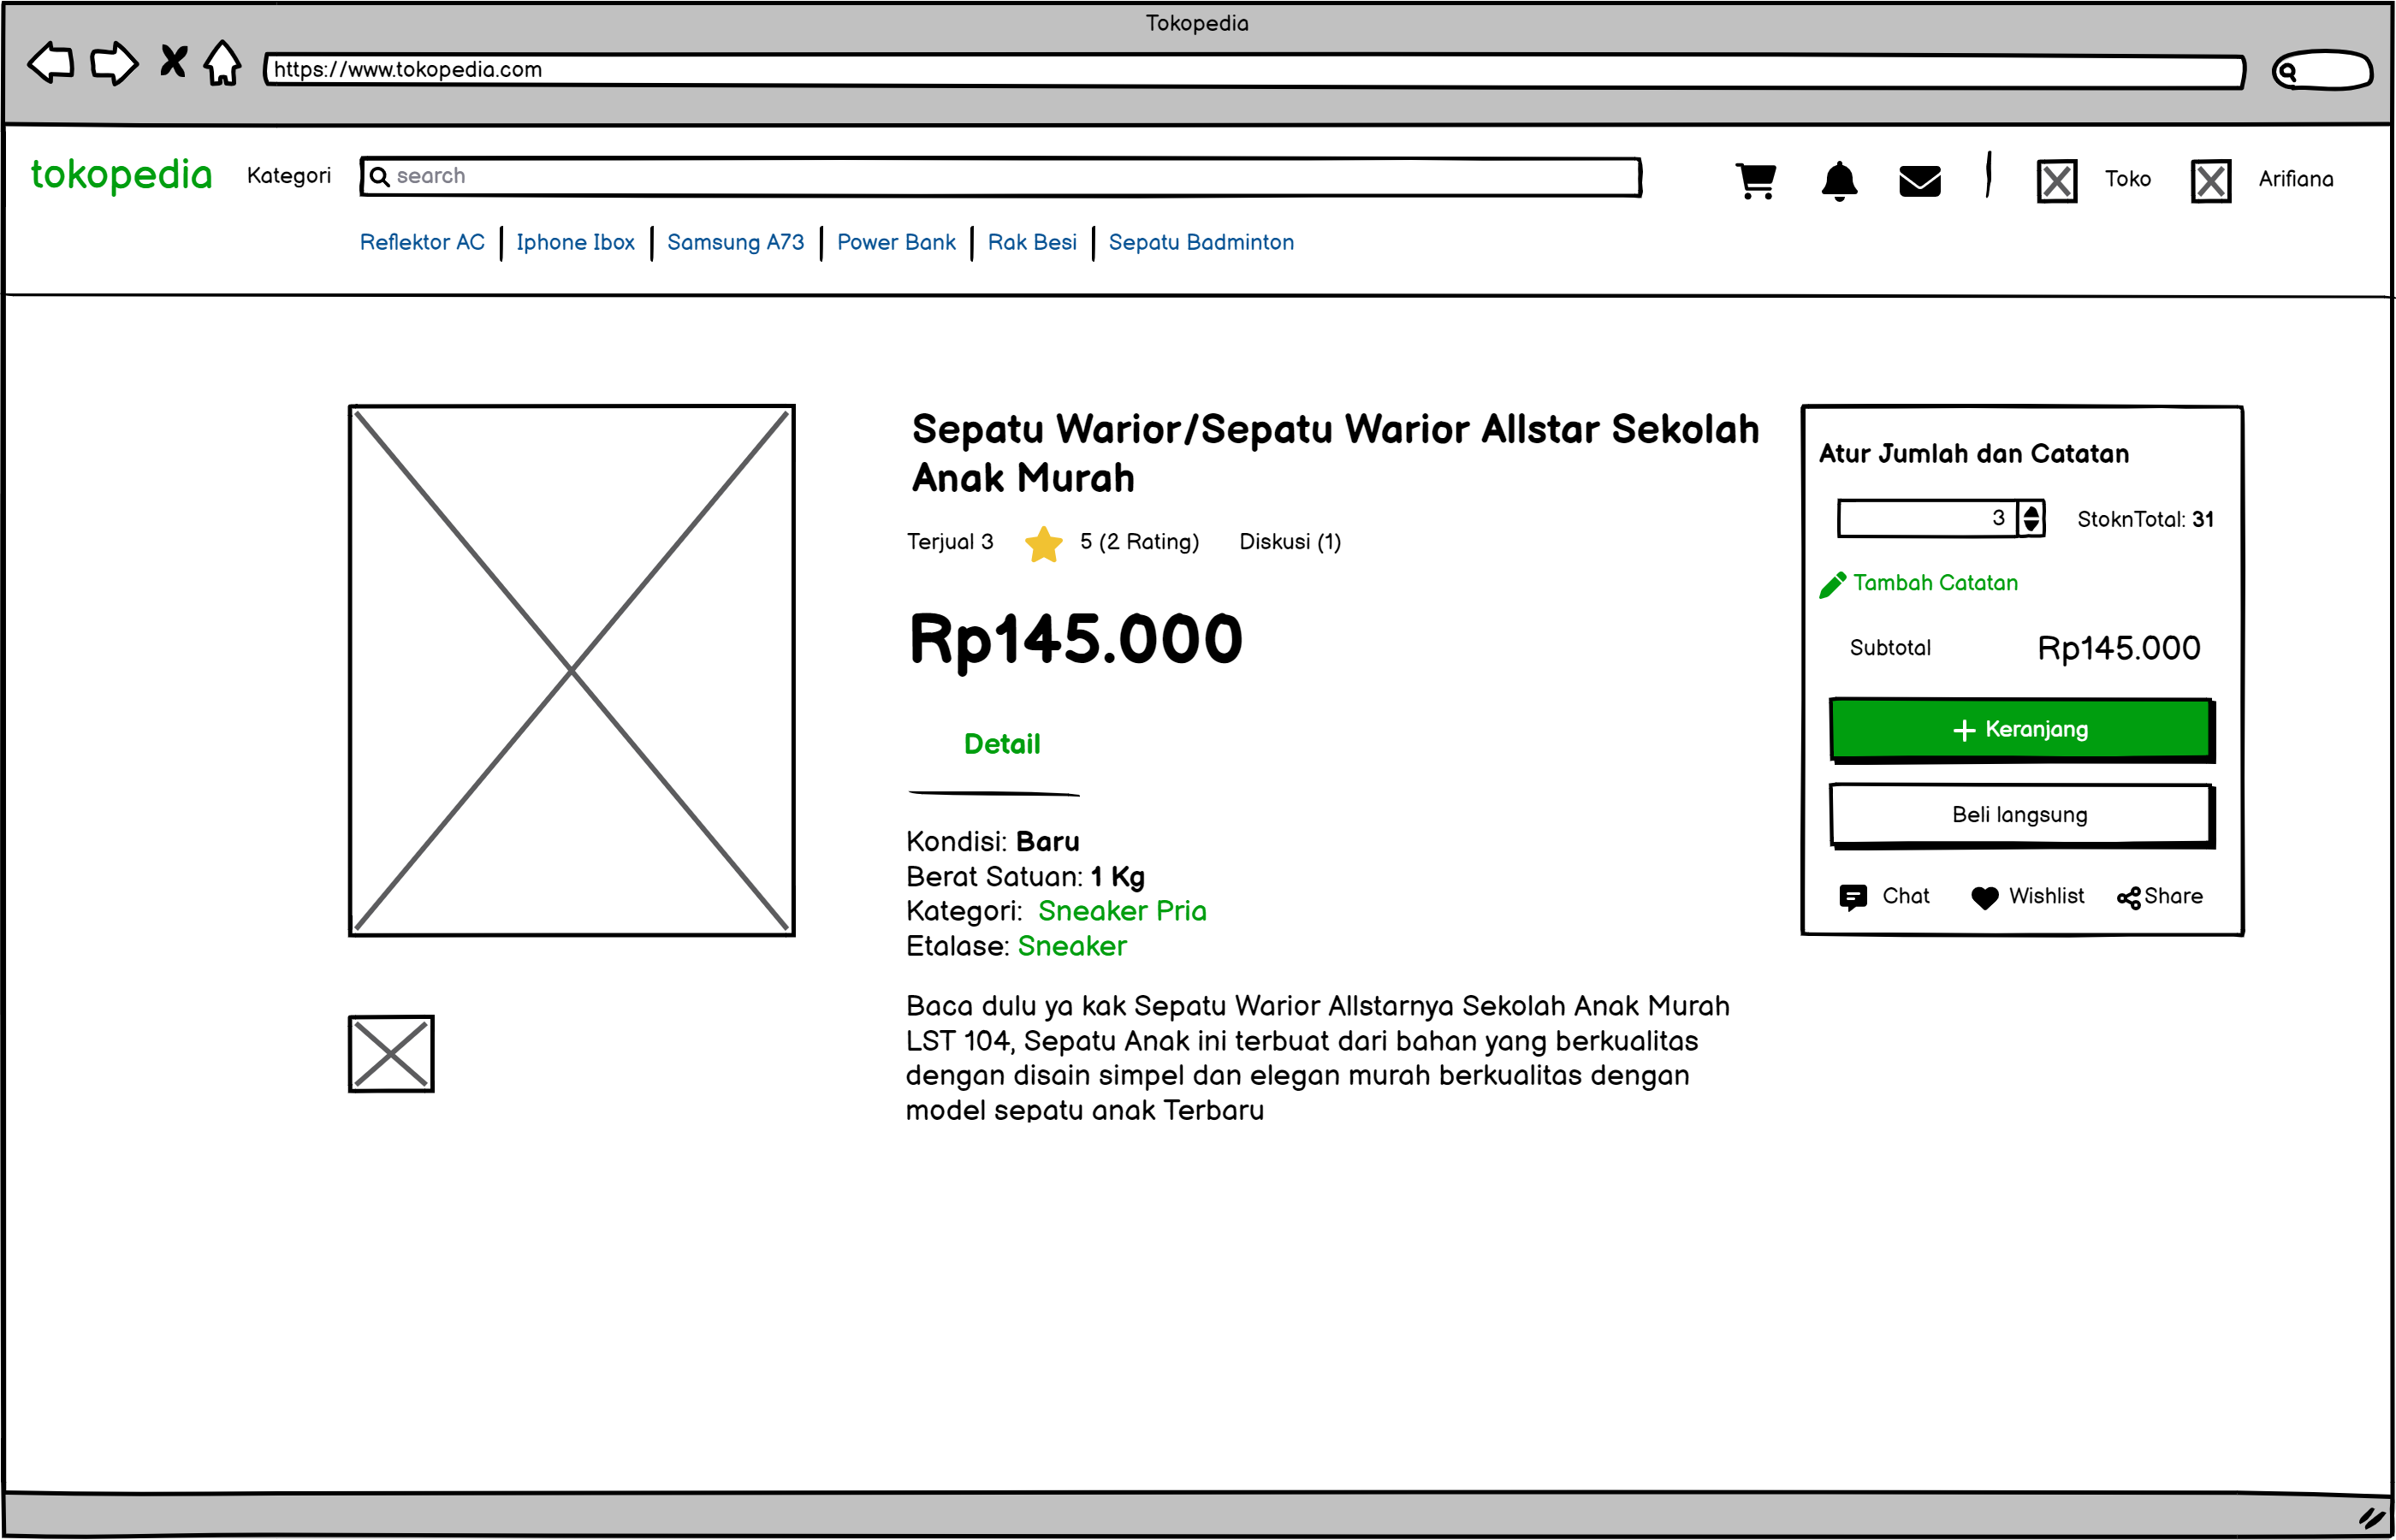 Tokopedia
https://www.tokopedia.com
tokopedia Kategori search Toko Arifiana
Reflektor AC Iphone Ibox Samsung A73 Power Bank Rak Besi Sepatu Badminton
Sepatu Warior/Sepatu Warior Allstar Sekolah
Anak Murah
Terjual 3 5 (2 Rating) Diskusi (1)
Rp145.000
Detail
Kondisi: Baru
Berat Satuan: 1 Kg
Kategori: Sneaker Pria
Etalase: Sneaker
Baca dulu ya kak Sepatu Warior Allstarnya Sekolah Anak Murah
LST 104, Sepatu Anak ini terbuat dari bahan yang berkualitas
dengan disain simpel dan elegan murah berkualitas dengan
model sepatu anak Terbaru
Atur Jumlah dan Catatan
3 StoknTotal: 31
Tambah Catatan
Subtotal Rp145.000
+ Keranjang
Beli langsung
Chat Wishlist Share